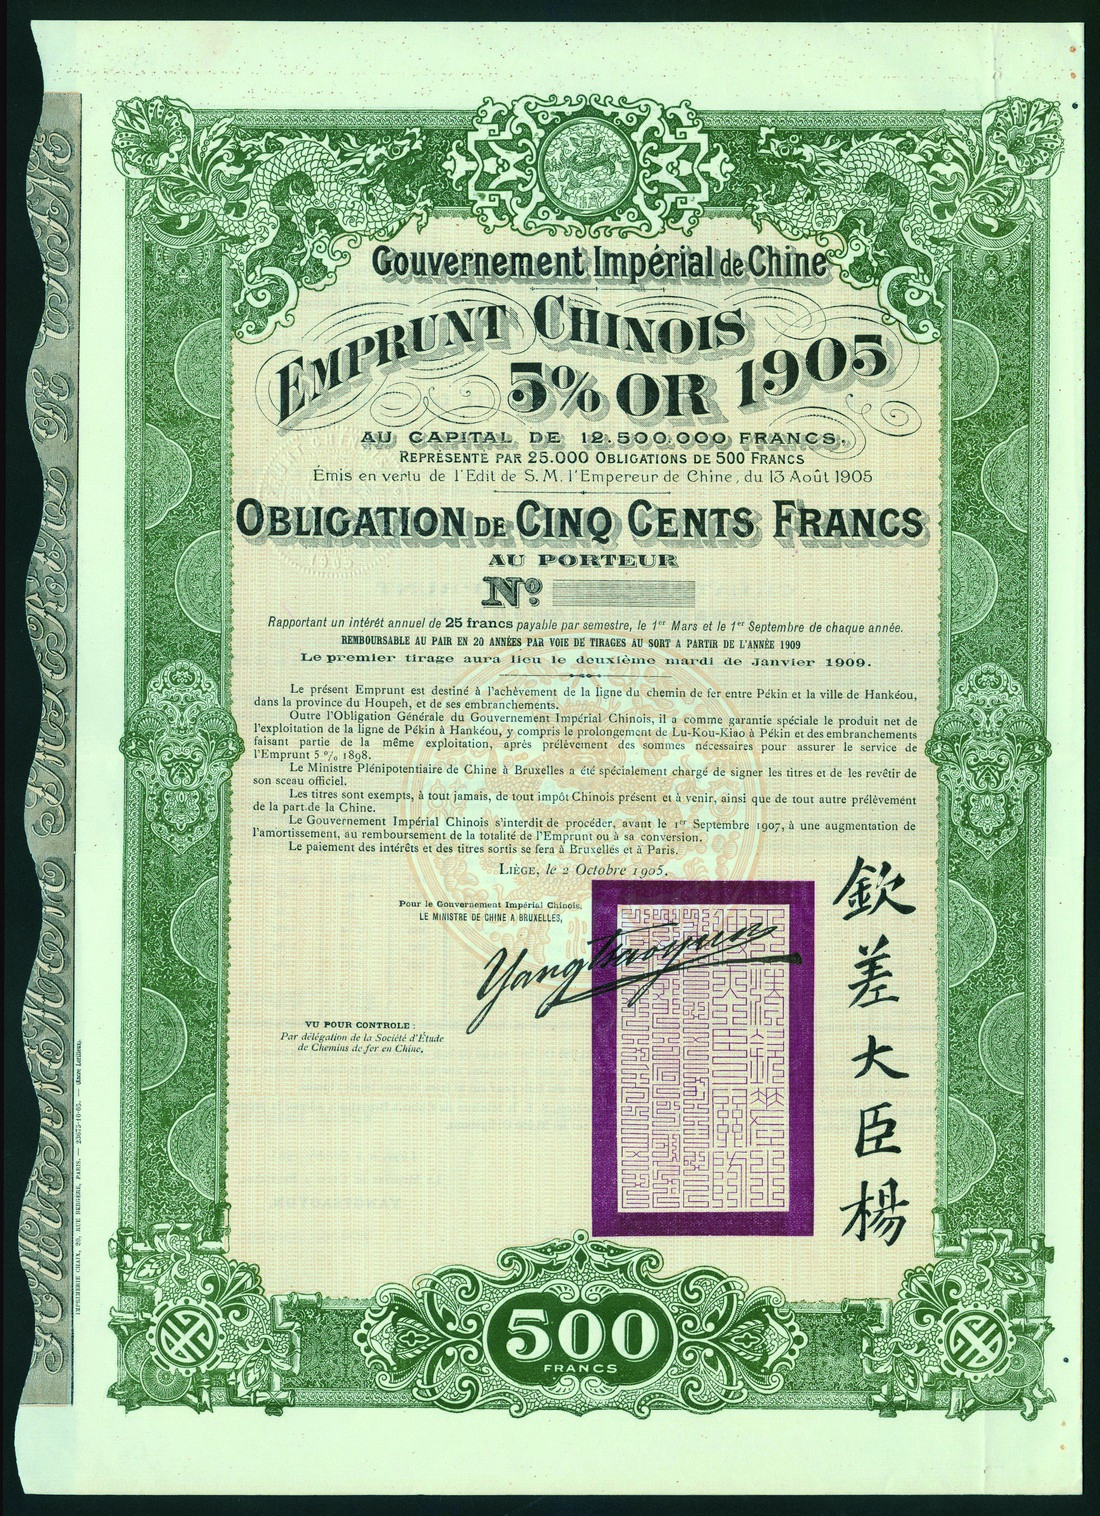 Gouvernement Impérial de Chine
EMPRUNT CHINOIS
5% OR 1905
AU CAPITAL DE 12.500.000 FRANCS.
REPRÉSENTÉ PAR 25.000 OBLIGATIONS DE 500 FRANCS
Émis en vertu de l'Edit de S.M. l'Empereur de Chine, du 13 Août 1905
OBLIGATION DE CINQ CENTS FRANCS
AU PORTEUR
No.
Rapportant un intérêt annuel de 25 francs payable par semestre, le 1er Mars et le 1er Septembre de chaque année.
REMBOURSABLE AU PAIR EN 20 ANNÉES PAR VOIE DE TIRAGES AU SORT A PARTIR DE L'ANNÉE 1909
Le premier tirage aura lieu le deuxième mardi de Janvier 1909.
Le présent Emprunt est destiné à l'achèvement de la ligne du chemin de fer entre Pékin et la ville de Hankéou,
dans la province du Houpeh, et de ses embranchements.
Outre l'Obligation Générale du Gouvernement Impérial Chinois, il a comme garantie spéciale le produit net de
l'exploitation de la ligne de Pékin à Hankéou, y compris le prolongement de Lu-Kou-Kiao à Pékin et des embranchements
faisant partie de la même exploitation, après prélèvement des sommes nécessaires pour assurer le service de
l'Emprunt 5 % 1898.
Le Ministre Plénipotentiaire de Chine à Bruxelles a été spécialement chargé de signer les titres et de les revêtir de
son sceau officiel.
Les titres sont exempts, à tout jamais, de tout impôt Chinois présent et à venir, ainsi que de tout autre prélèvement
de la part de la Chine.
Le Gouvernement Impérial Chinois s'interdit de procéder, avant le 1er Septembre 1907, à une augmentation de
l'amortissement, au remboursement de la totalité de l'Emprunt ou à sa conversion.
Le paiement des intérêts et des titres sortis se fera à Bruxelles et à Paris.
LIÈGE, le 2 Octobre 1905.
Pour le Gouvernement Impérial Chinois,
LE MINISTRE DE CHINE A BRUXELLES,
Yangtsaoyun
VU POUR CONTROLE :
Par délégation de la Société d'Étude
de Chemins de fer en Chine,
欽差大臣楊
500
FRANCS
IMPRIMERIE CHAIX, 20, RUE BERGÈRE, PARIS. — 23675-10-05. — (Encre Lorilleux).